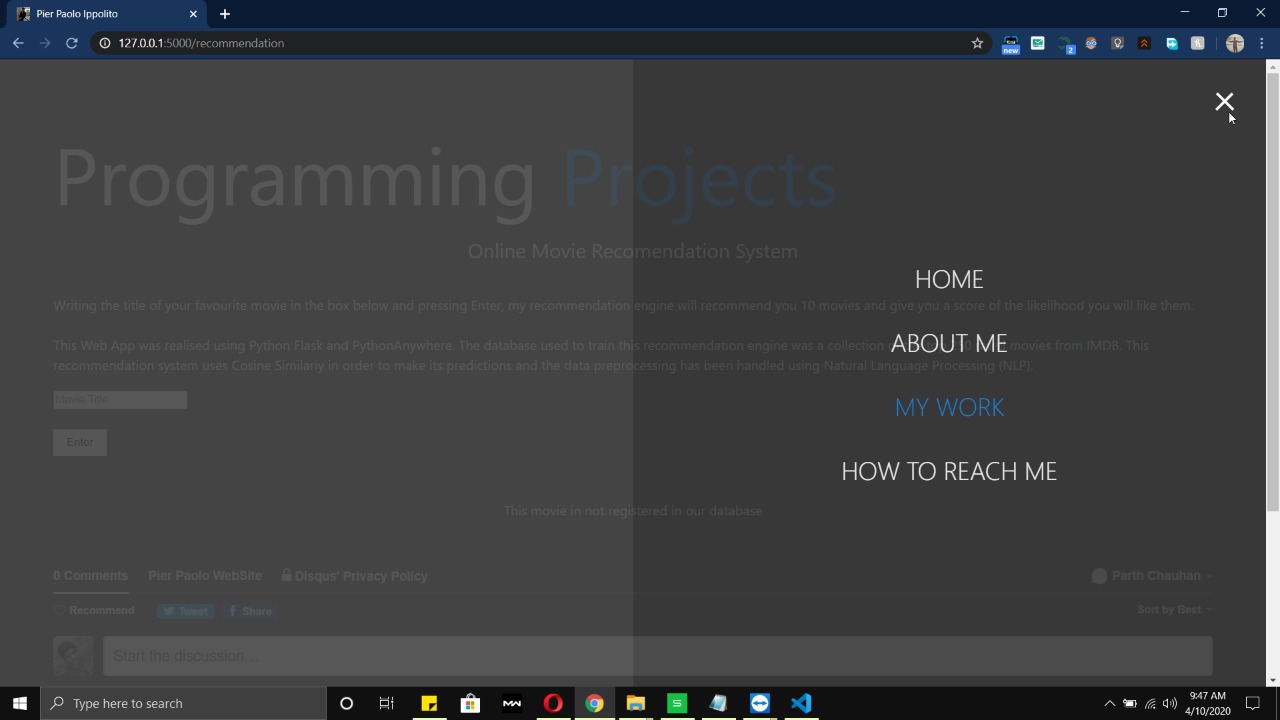 Pier Paolo Ippolito
127.0.0.1:5000/recommendation
new
2
Programming Projects
Online Movie Recomendation System
HOME
Writing the title of your favourite movie in the box below and pressing Enter, my recommendation engine will recommend you 10 movies and give you a score of the likelihood you will like them.
ABOUT ME
This Web App was realised using Python Flask and PythonAnywhere. The database used to train this recommendation engine was a collection movies from IMDB. This
recommendation system uses Cosine Similariy in order to make its predictions and the data preprocessing has been handled using Natural Language Processing (NLP).
Movie Title
MY WORK
Enter
HOW TO REACH ME
This movie in not registered in our database
0 Comments Pier Paolo WebSite Disqus' Privacy Policy Parth Chauhan
Recommend Tweet Share Sort by Best
Start the discussion...
Type here to search
MW
S
9:47 AM
4/10/2020